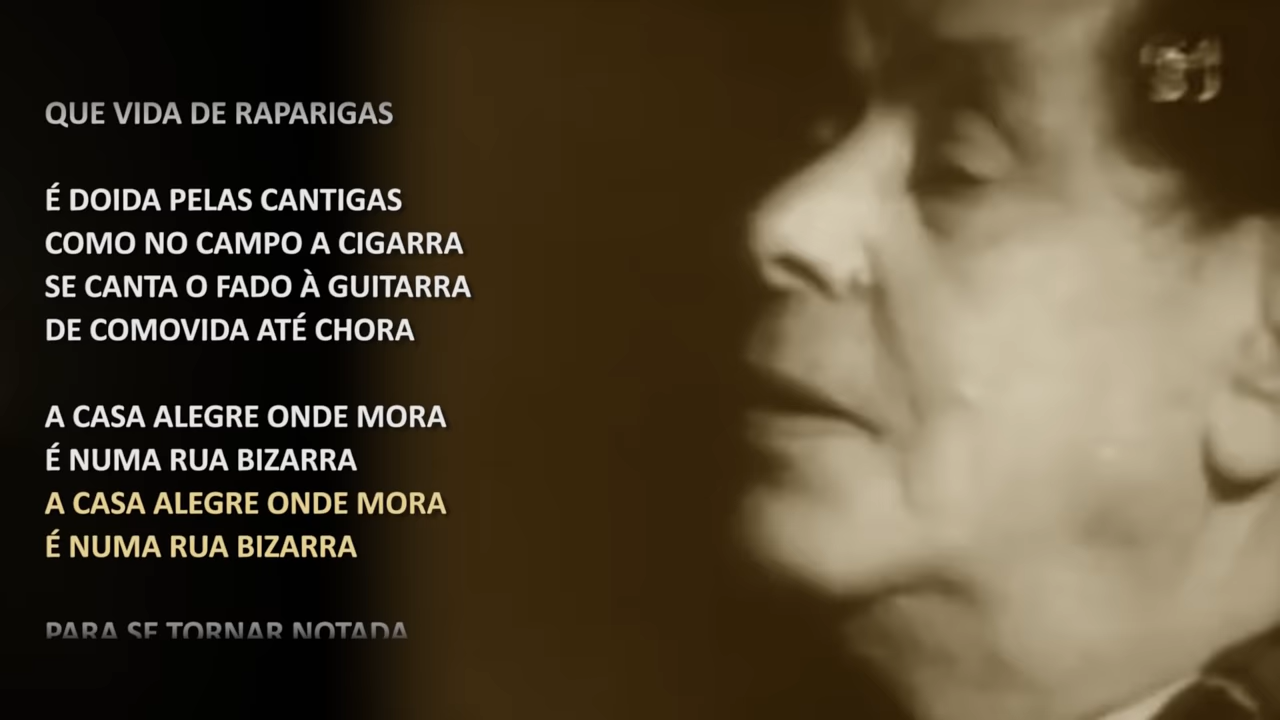 QUE VIDA DE RAPARIGAS
É DOIDA PELAS CANTIGAS
COMO NO CAMPO A CIGARRA
SE CANTA O FADO À GUITARRA
DE COMOVIDA ATÉ CHORA
A CASA ALEGRE ONDE MORA
É NUMA RUA BIZARRA
A CASA ALEGRE ONDE MORA
É NUMA RUA BIZARRA
PARA SE TORNAR NOTADA